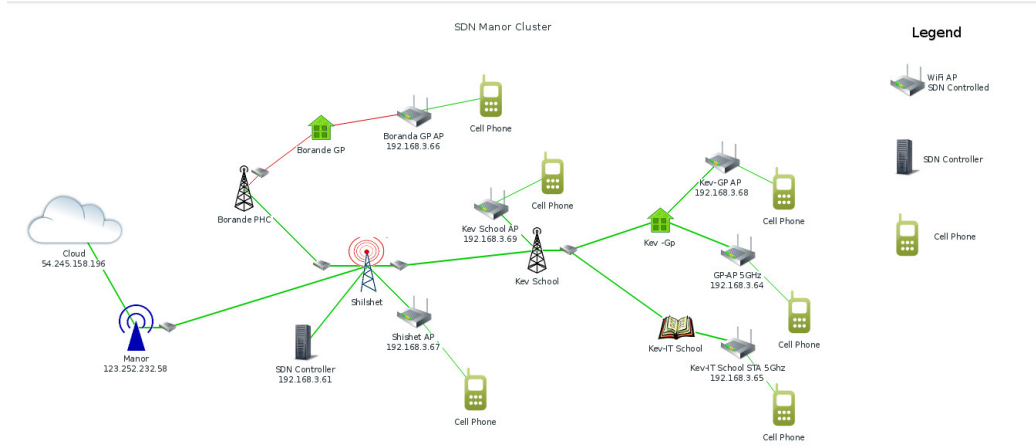 SDN Manor Cluster
Legend
WiFi AP
SDN Controlled
SDN Controller
Cell Phone
Cell Phone
Boranda GP AP
192.168.3.66
Borande GP
Borande PHC
Cell Phone
Kev School AP
192.168.3.69
Kev School
Kev-GP AP
192.168.3.68
Cell Phone
Kev -Gp
GP-AP 5GHz
192.168.3.64
Cell Phone
Cloud
54.245.158.196
Shilshet
Shishet AP
192.168.3.67
Manor
123.252.232.58
SDN Controller
192.168.3.61
Kev-IT School
Kev-IT School STA 5Ghz
192.168.3.65
Cell Phone
Cell Phone